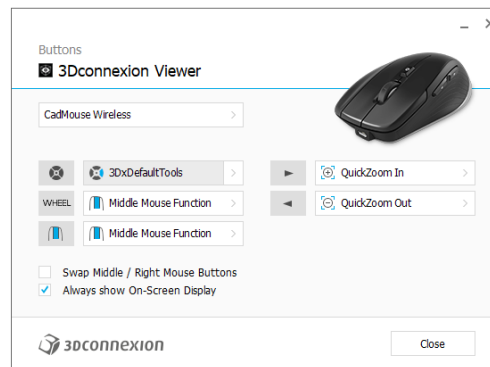 Buttons
3Dconnexion Viewer
CadMouse Wireless
3DxDefaultTools
QuickZoom In
WHEEL
Middle Mouse Function
QuickZoom Out
Middle Mouse Function
Swap Middle / Right Mouse Buttons
Always show On-Screen Display
3Dconnexion
Close